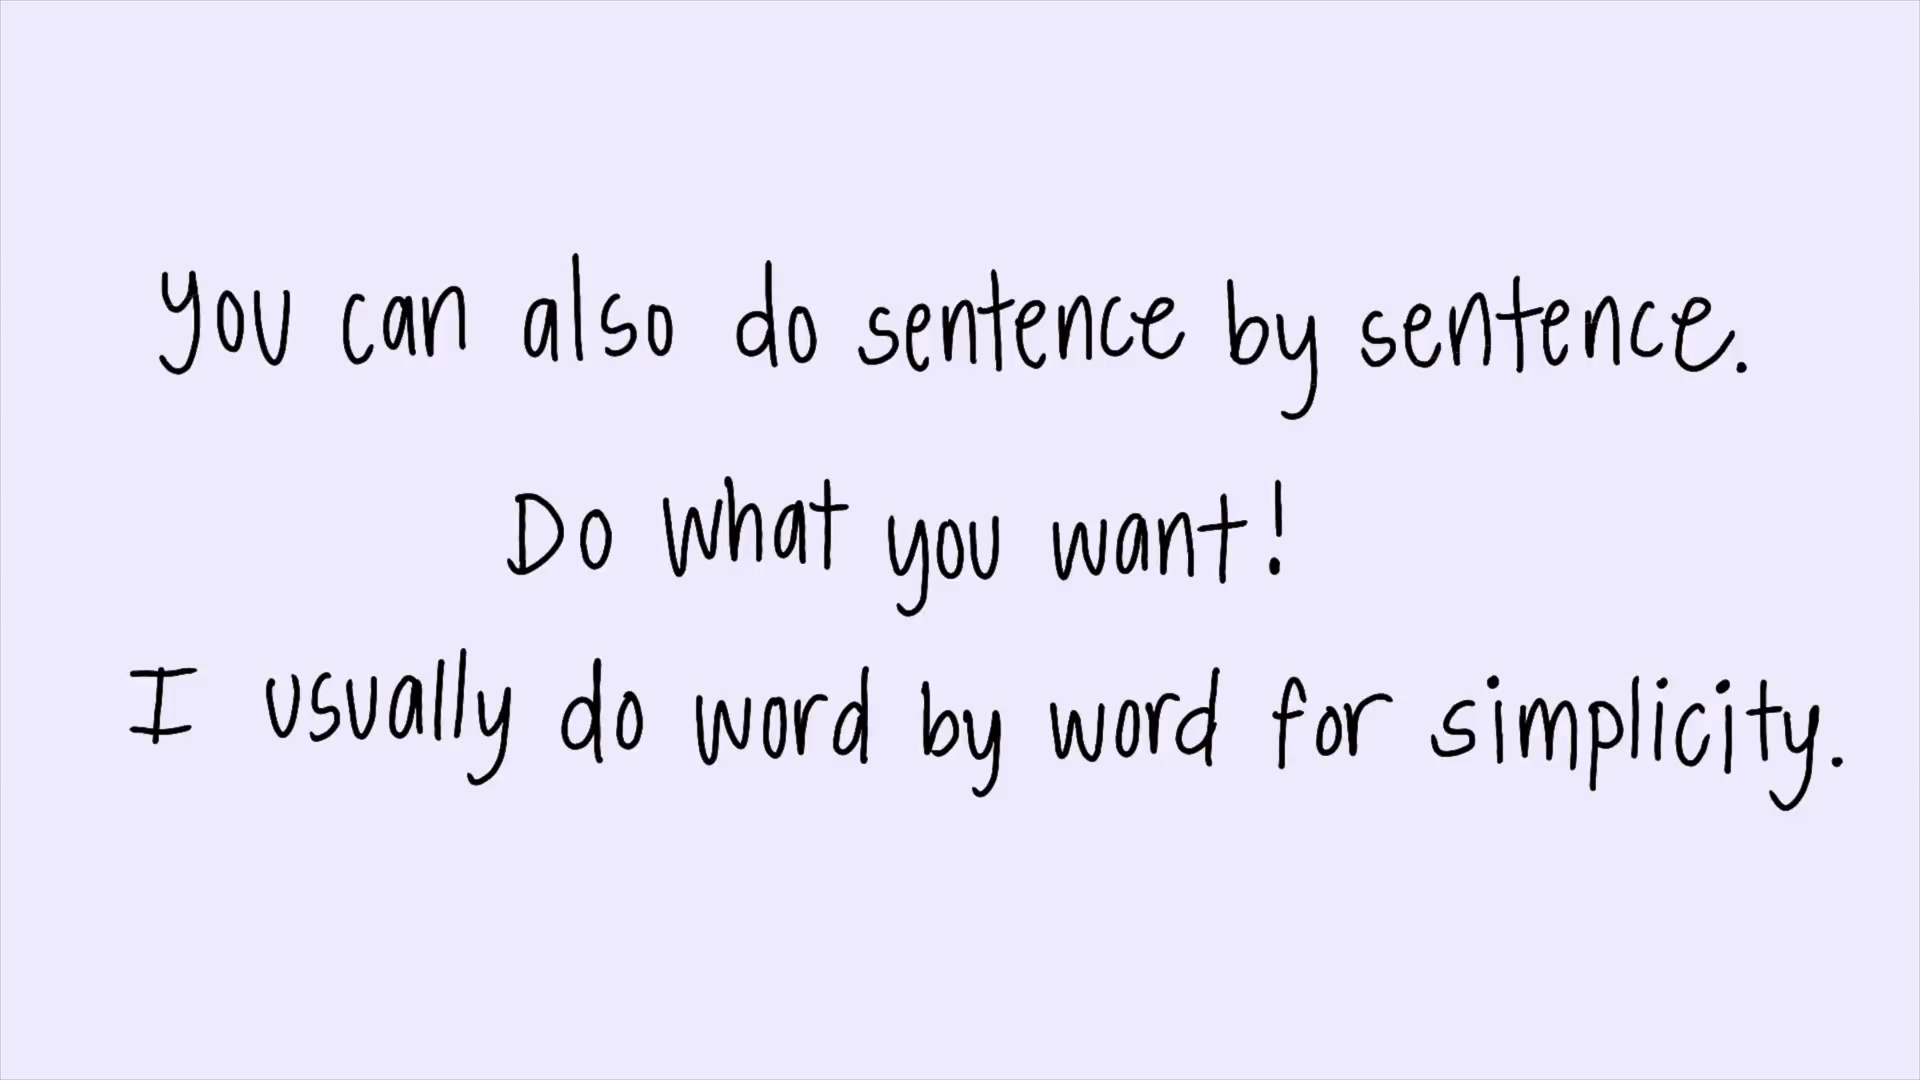 You can also do sentence by sentence.
Do what you want!
I usually do word by word for simplicity.